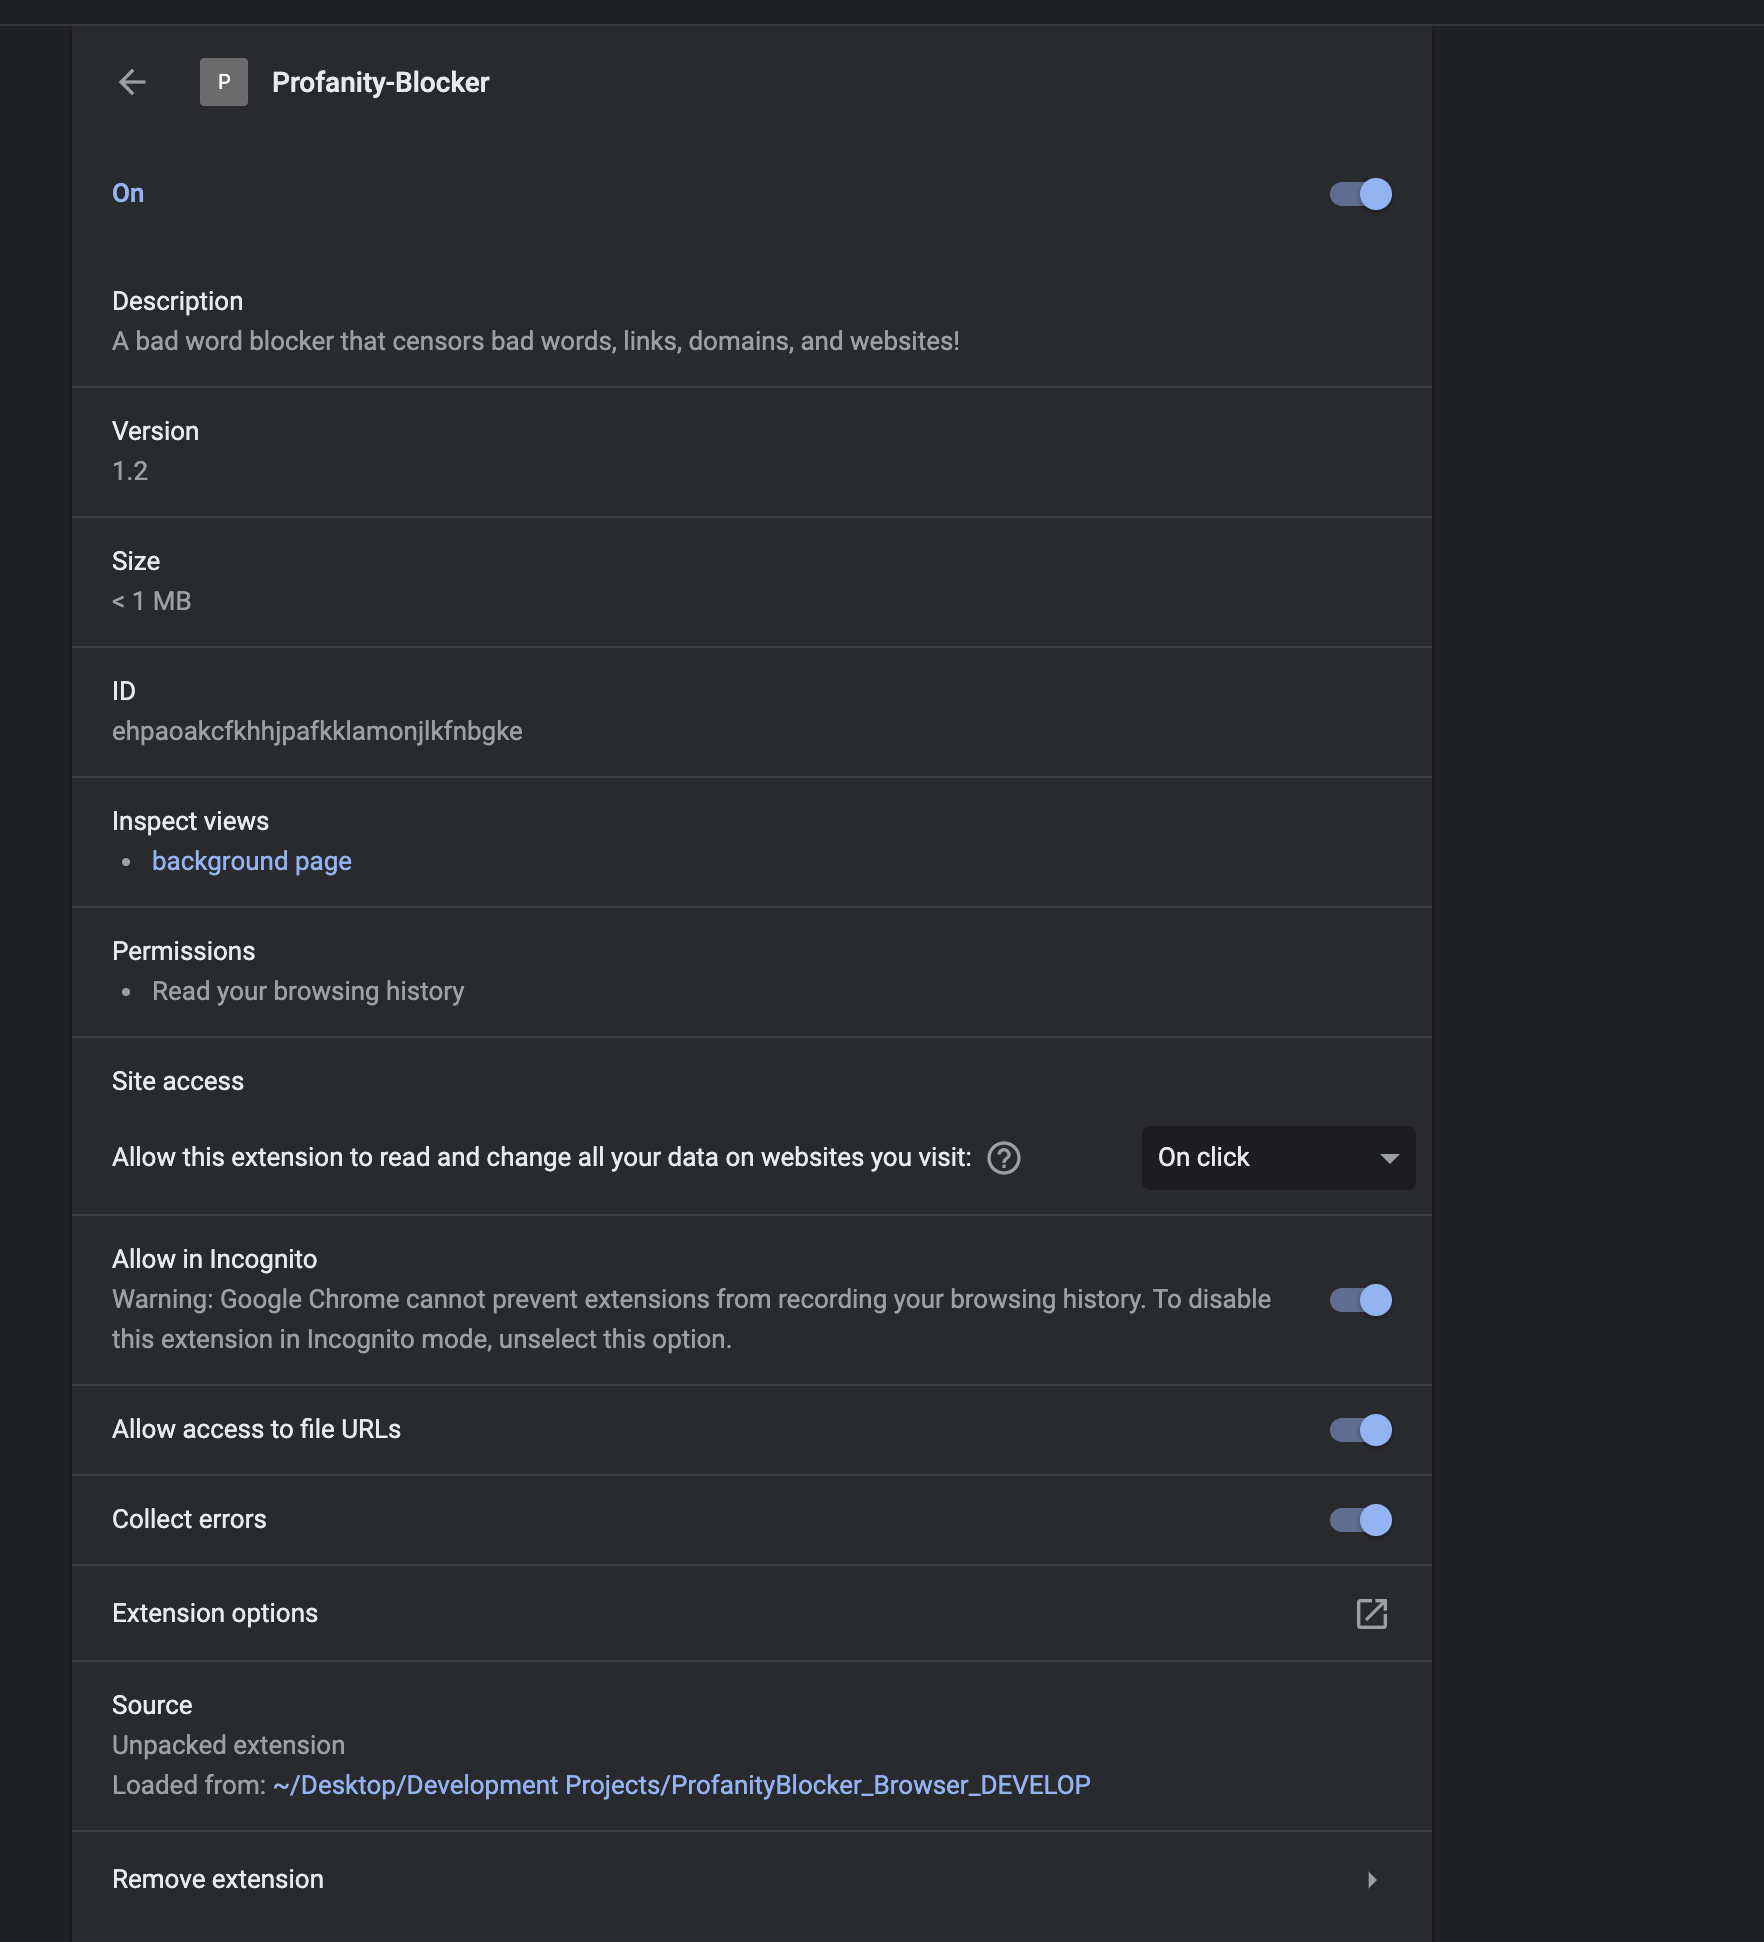 P Profanity-Blocker
On
Description
A bad word blocker that censors bad words, links, domains, and websites!
Version
1.2
Size
< 1 MB
ID
ehpaoakcfkhhjpafkklamonjlkfnbgke
Inspect views
• background page
Permissions
• Read your browsing history
Site access
Allow this extension to read and change all your data on websites you visit: ? On click
Allow in Incognito
Warning: Google Chrome cannot prevent extensions from recording your browsing history. To disable
this extension in Incognito mode, unselect this option.
Allow access to file URLs
Collect errors
Extension options
Source
Unpacked extension
Loaded from: ~/Desktop/Development Projects/ProfanityBlocker_Browser_DEVELOP
Remove extension